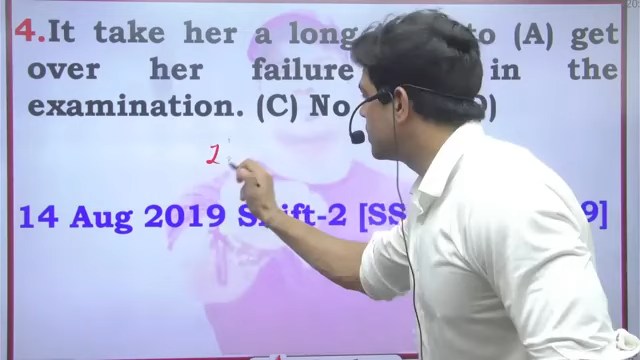 4.It take her a long to (A) get
over her failure in the
examination. (C) No )
14 Aug 2019 Shift-2 [SS 9]